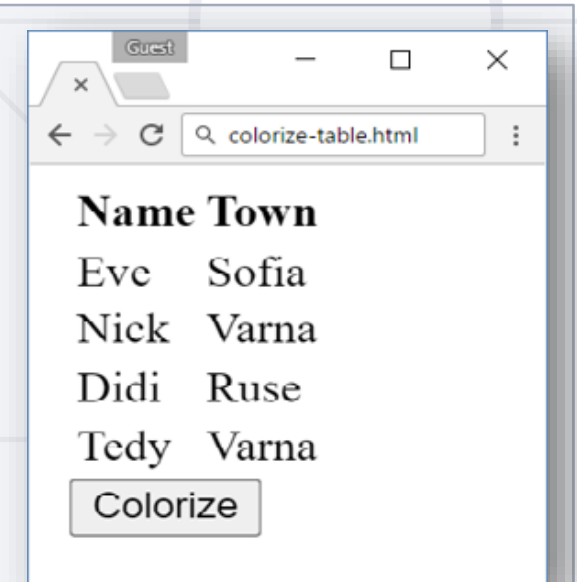 Guest
colorize-table.html
Name Town
Eve Sofia
Nick Varna
Didi Ruse
Tedy Varna
Colorize